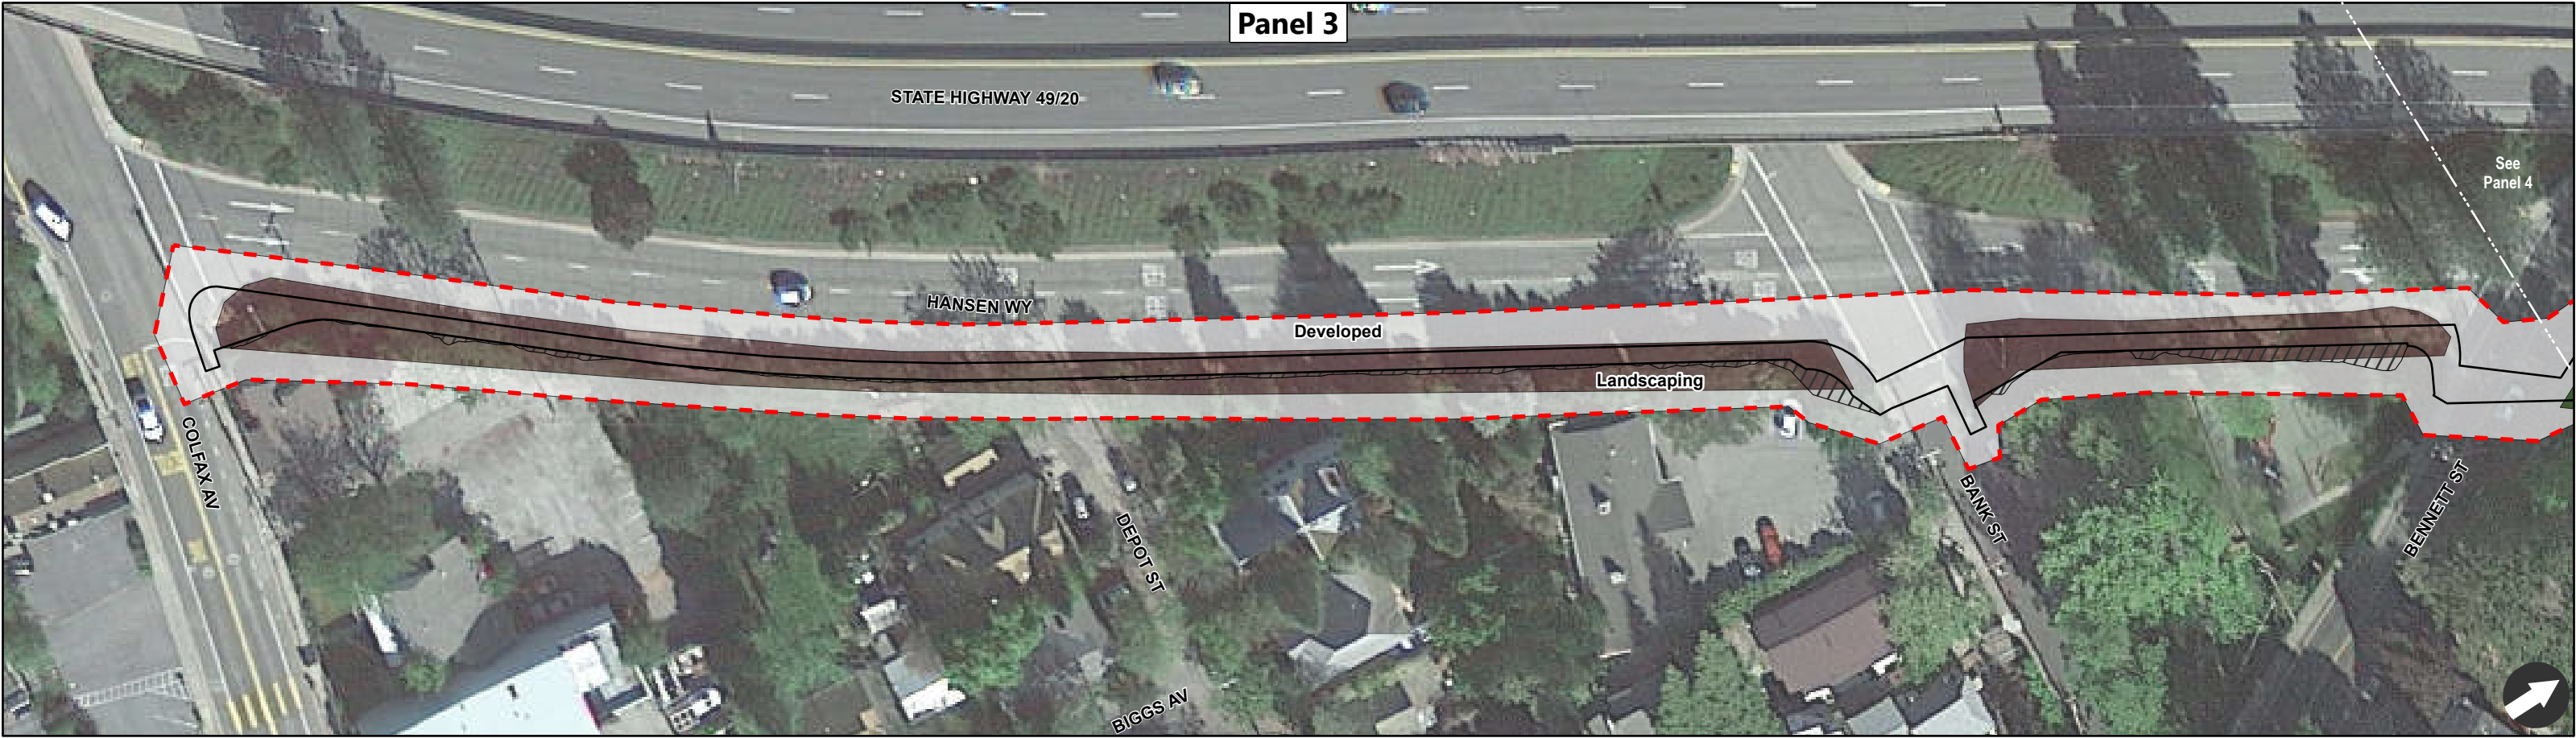 Panel 3
STATE HIGHWAY 49/20
See
Panel 4
HANSEN WY
Developed
Landscaping
COLFAX AV
DEPOT ST
BANK ST
BENNETT ST
BIGGS AV